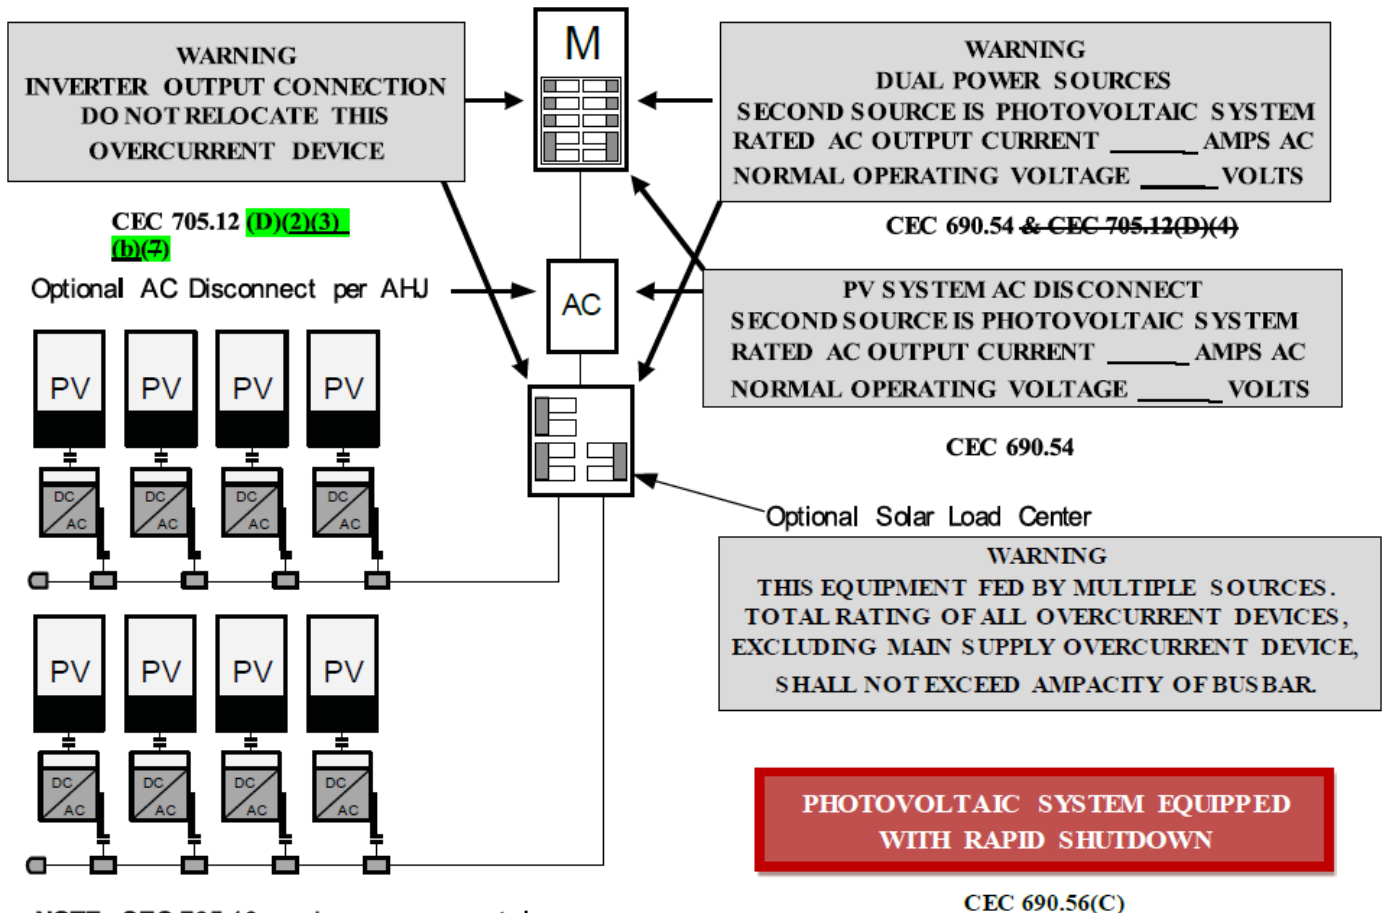 WARNING
INVERTER OUTPUT CONNECTION
DO NOT RELOCATE THIS
OVERCURRENT DEVICE
M
WARNING
DUAL POWER SOURCES
SECOND SOURCE IS PHOTOVOLTAIC SYSTEM
RATED AC OUTPUT CURRENT ______ AMPS AC
NORMAL OPERATING VOLTAGE ______ VOLTS
CEC 705.12 (D)(2)(3)
(b)(7)
CEC 690.54 & CEC 705.12(D)(4)
Optional AC Disconnect per AHJ
AC
PV SYSTEM AC DISCONNECT
SECOND SOURCE IS PHOTOVOLTAIC SYSTEM
RATED AC OUTPUT CURRENT ______ AMPS AC
NORMAL OPERATING VOLTAGE ______ VOLTS
CEC 690.54
PV PV PV PV
DC AC DC AC DC AC DC AC
Optional Solar Load Center
WARNING
THIS EQUIPMENT FED BY MULTIPLE SOURCES.
TOTAL RATING OF ALL OVERCURRENT DEVICES,
EXCLUDING MAIN SUPPLY OVERCURRENT DEVICE,
SHALL NOT EXCEED AMPACITY OF BUSBAR.
PV PV PV PV
DC AC DC AC DC AC DC AC
PHOTOVOLTAIC SYSTEM EQUIPPED
WITH RAPID SHUTDOWN
CEC 690.56(C)